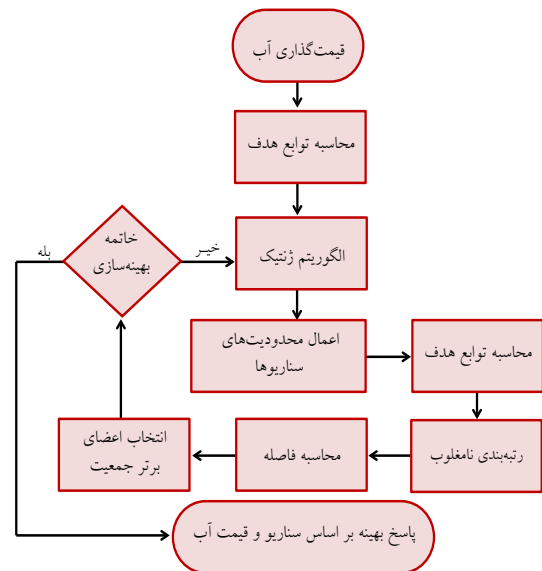 قیمت‌گذاری آب
محاسبه توابع هدف
الگوریتم ژنتیک
خیر
خاتمه
بهینه‌سازی
بله
اعمال محدودیت‌های
سناریوها
محاسبه توابع هدف
رتبه‌بندی نامغلوب
محاسبه فاصله
انتخاب اعضای
برتر جمعیت
پاسخ بهینه بر اساس سناریو و قیمت آب